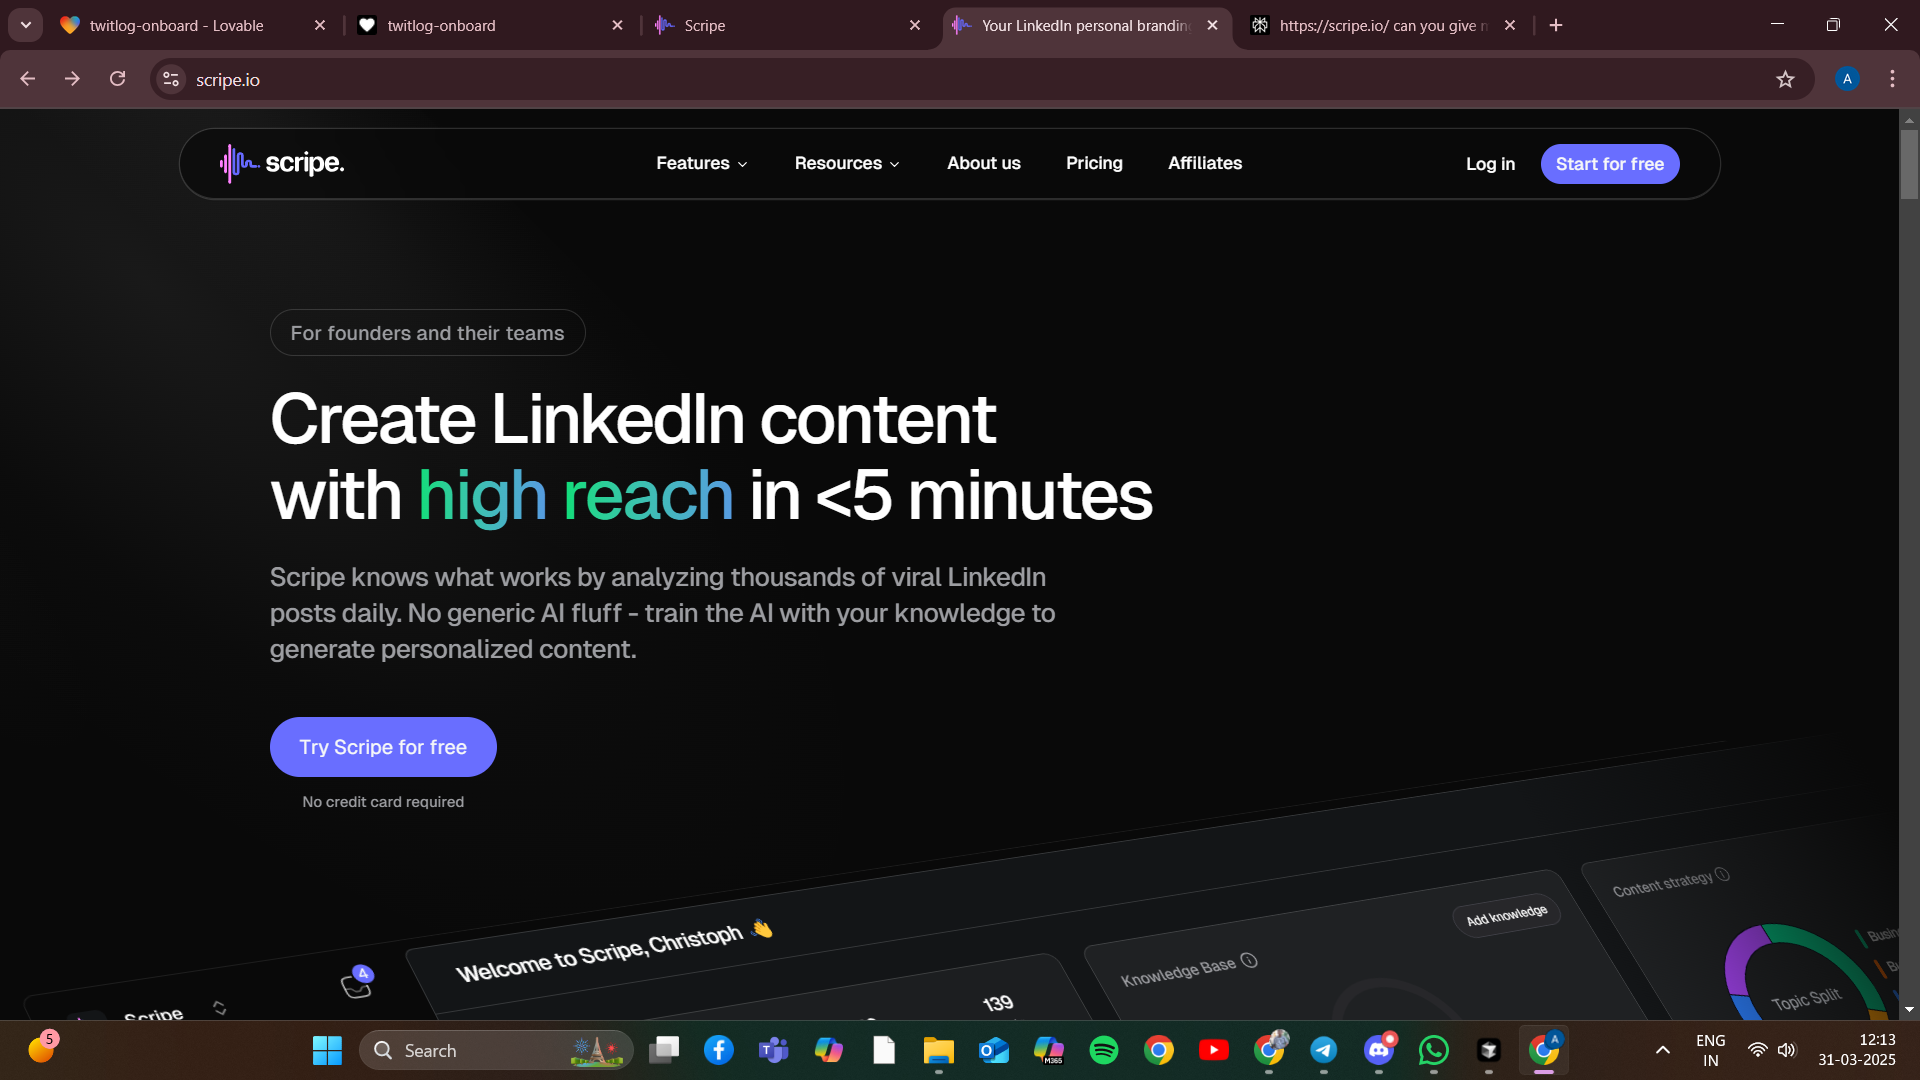 twitlog-onboard - Lovable
twitlog-onboard
Scripe
Your LinkedIn personal branding
https://scripe.io/ can you give
scripe.io
A
scripe.
Features
Resources
About us
Pricing
Affiliates
Log in
Start for free
For founders and their teams
Create LinkedIn content
with high reach in <5 minutes
Scripe knows what works by analyzing thousands of viral LinkedIn
posts daily. No generic AI fluff - train the AI with your knowledge to
generate personalized content.
Try Scripe for free
No credit card required
Scripe
4
Welcome to Scripe, Christoph 👋
139
Knowledge Base
Add knowledge
Content strategy
Topic Split
5
Search
M365
A
ENG
IN
12:13
31-03-2025